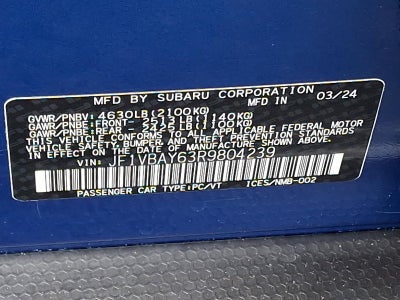 MFD BY SUBARU CORPORATION
MFD IN 03/24
GVWR/PNBV: 4630LB(2100KG)
GAWR/PNBE: FRONT- 2513LB(1140KG)
GAWR/PNBE: REAR - 2425LB(1100KG)
THIS VEHICLE CONFORMS TO ALL APPLICABLE FEDERAL MOTOR
VEHICLE SAFETY, BUMPER, AND THEFT PREVENTION STANDARDS
IN EFFECT ON THE DATE OF MANUFACTURE SHOWN ABOVE.
VIN: JF1VBAY63R9804239
PASSENGER CAR TYPE:PC/VT ICES/NMB-002